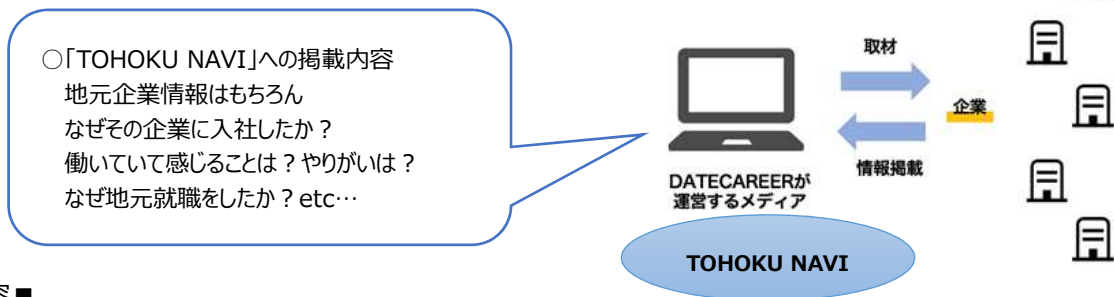 ○「TOHOKU NAVI」への掲載内容
地元企業情報はもちろん
なぜその企業に入社したか？
働いていて感じることは？やりがいは？
なぜ地元就職をしたか？etc…
取材
企業
情報掲載
DATECAREERが
運営するメディア
TOHOKU NAVI